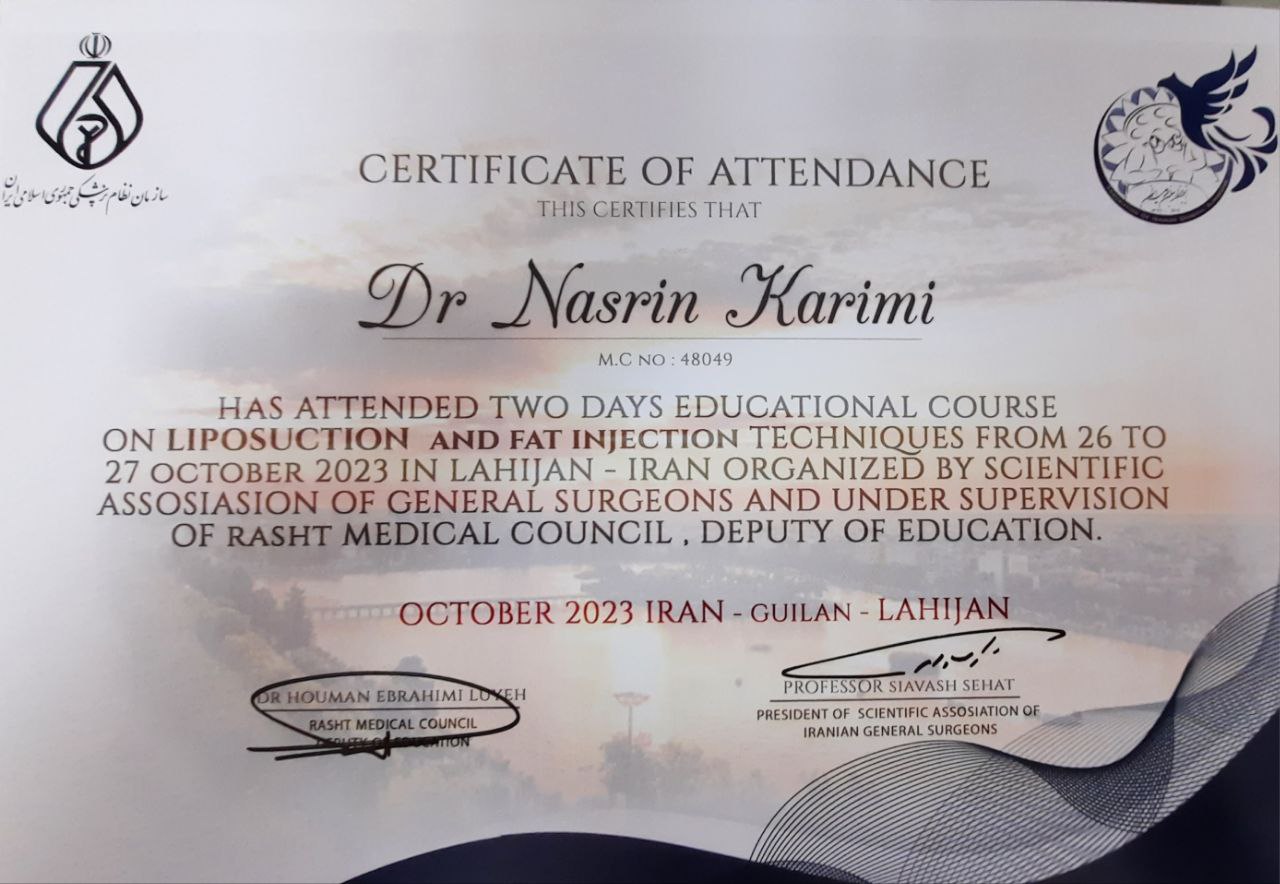 سازمان نظام پزشکی جمهوری اسلامی ایران
CERTIFICATE OF ATTENDANCE
THIS CERTIFIES THAT
Dr Nasrin Karimi
M.C NO : 48049
HAS ATTENDED TWO DAYS EDUCATIONAL COURSE
ON LIPOSUCTION AND FAT INJECTION TECHNIQUES FROM 26 TO
27 OCTOBER 2023 IN LAHIJAN - IRAN ORGANIZED BY SCIENTIFIC
ASSOSIASION OF GENERAL SURGEONS AND UNDER SUPERVISION
OF RASHT MEDICAL COUNCIL , DEPUTY OF EDUCATION.
OCTOBER 2023 IRAN - GUILAN - LAHIJAN
DR HOUMAN EBRAHIMI LUYEH
RASHT MEDICAL COUNCIL
DEPUTY OF EDUCATION
PROFESSOR SIAVASH SEHAT
PRESIDENT OF SCIENTIFIC ASSOSIATION OF
IRANIAN GENERAL SURGEONS